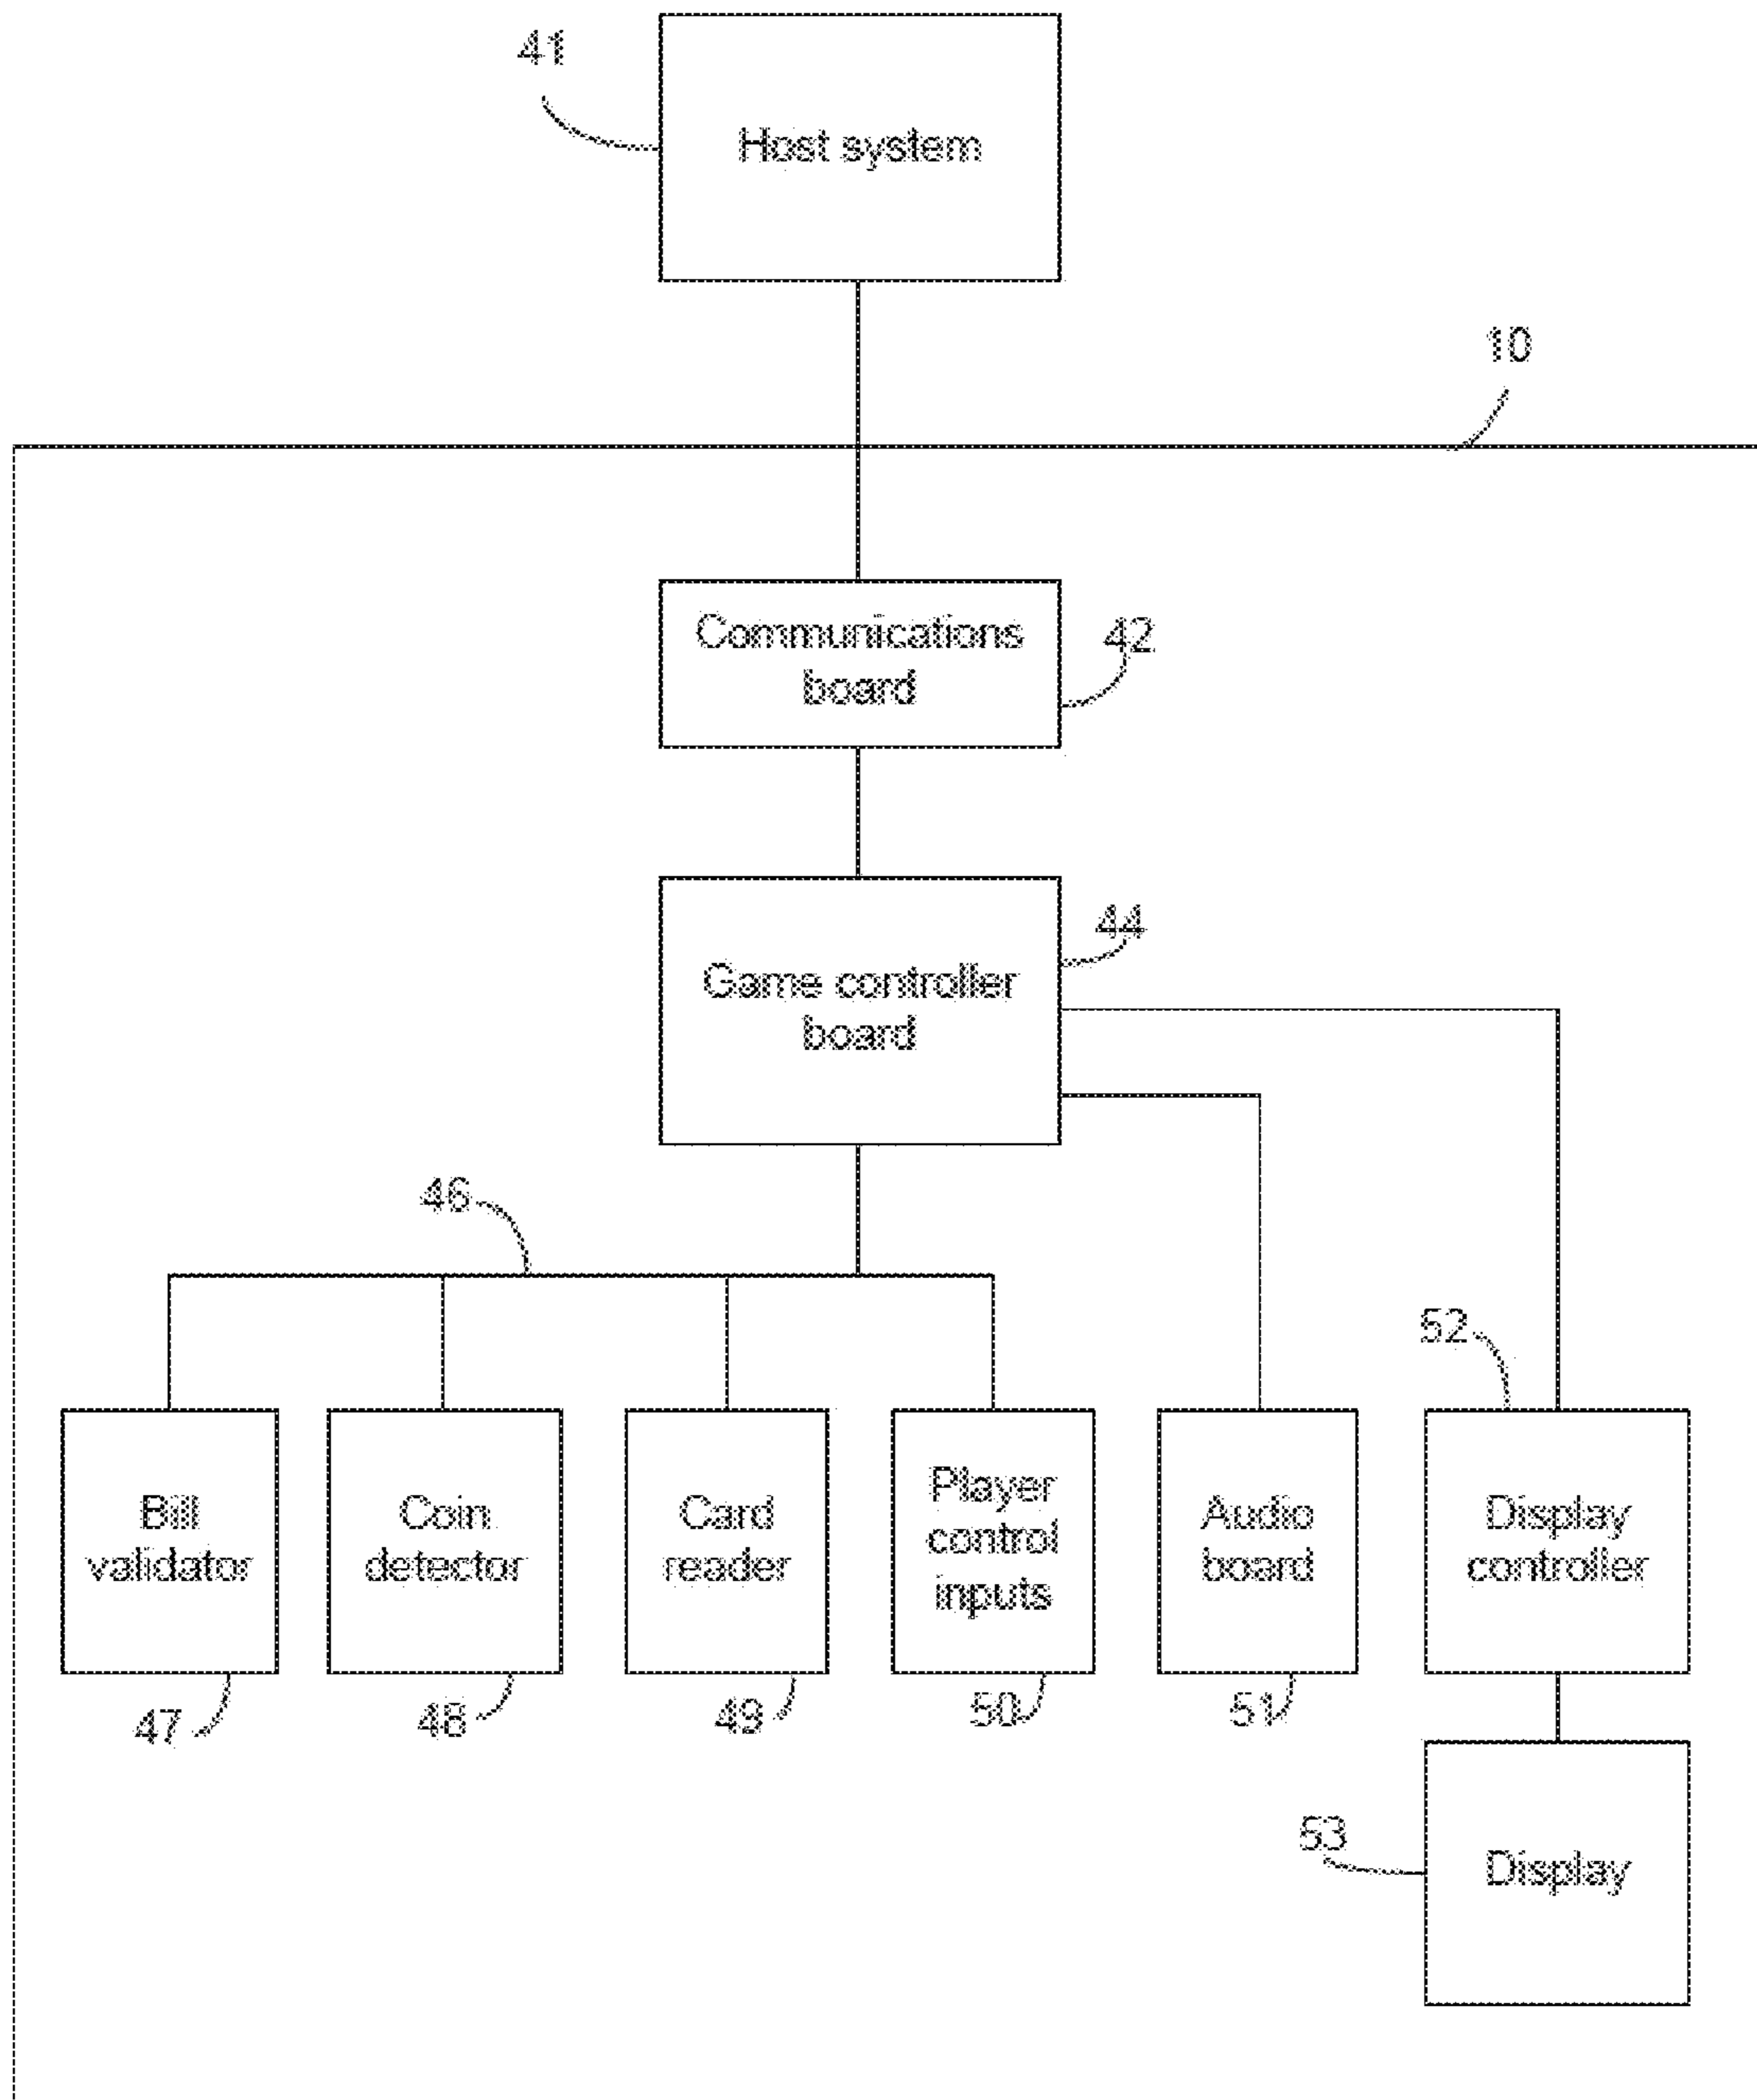 41
Host system
10
Communications
board
42
44
Game controller
board
46
52
Bill
validator
Coin
detector
Card
reader
Player
control
inputs
Audio
board
Display
controller
47
48
49
50
51
53
Display